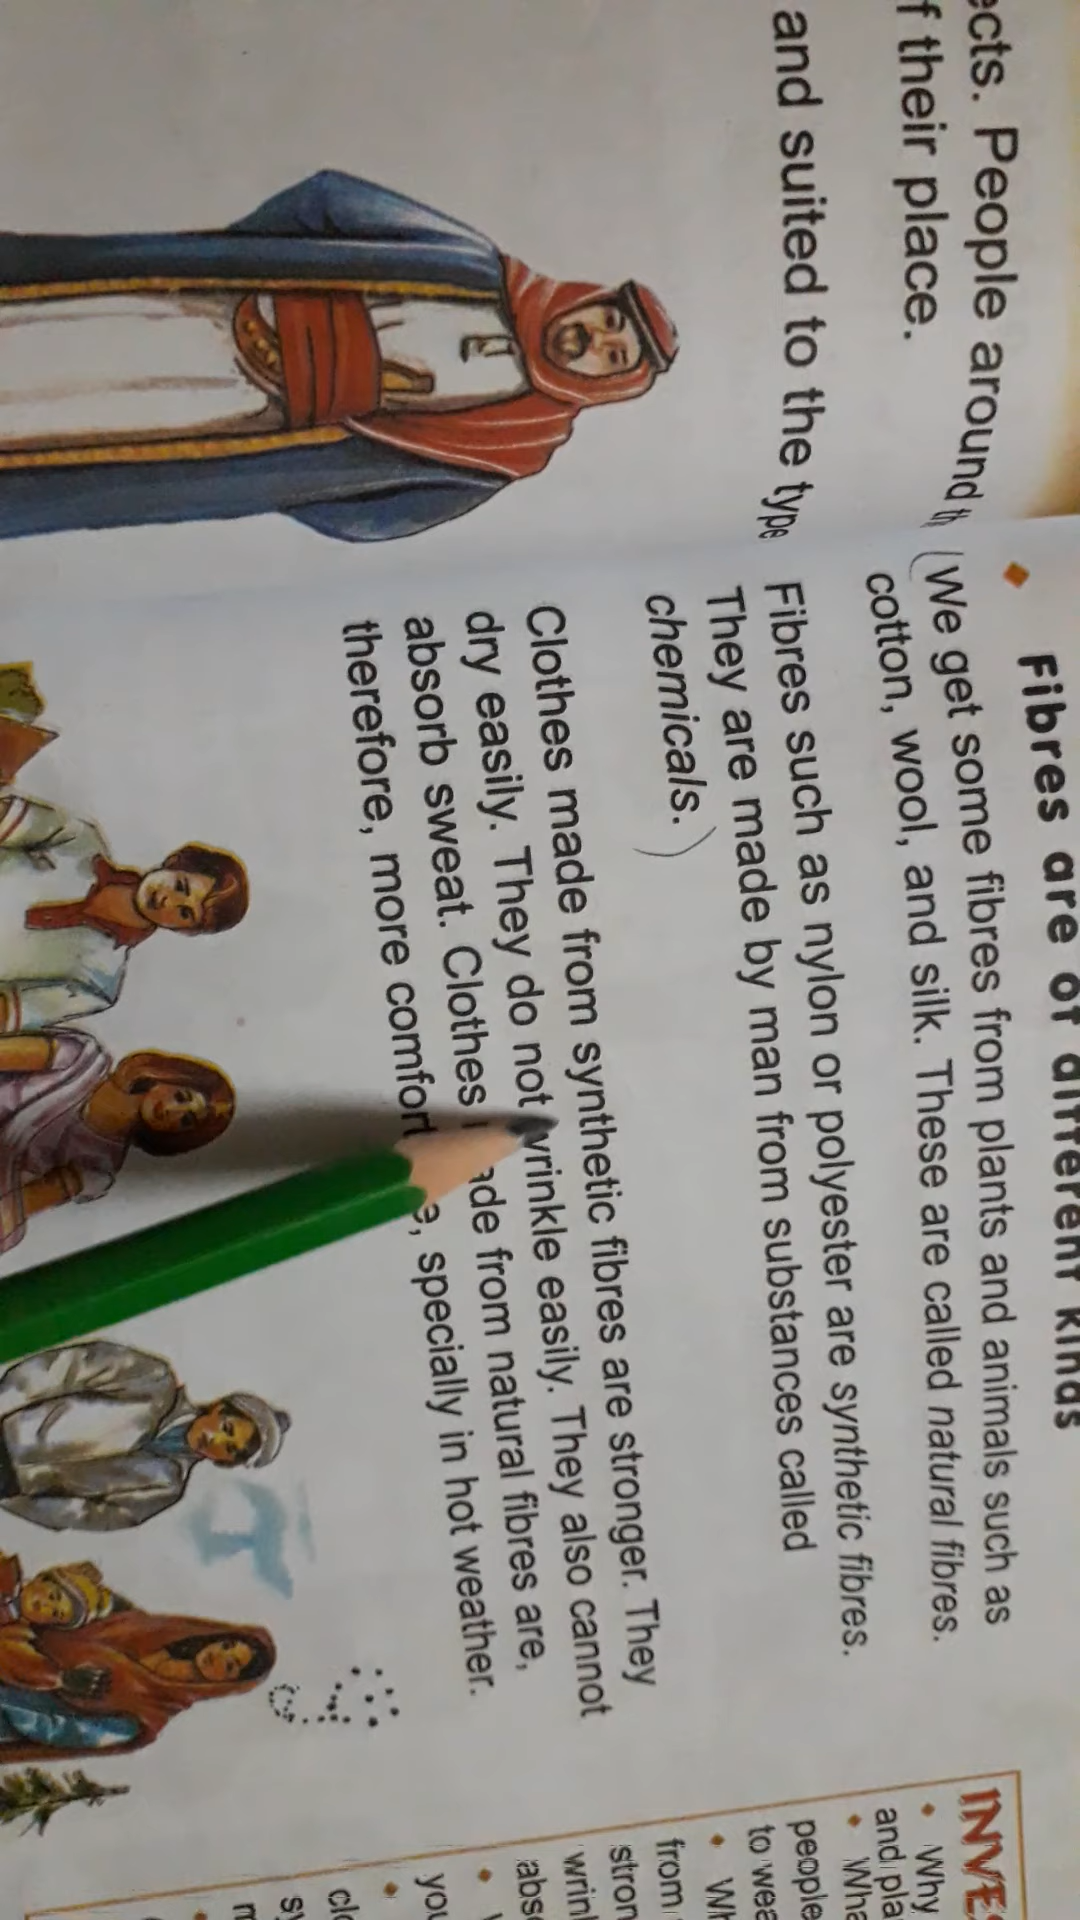 ects. People around th
f their place.
and suited to the type
Fibres are of different kinds
We get some fibres from plants and animals such as
cotton, wool, and silk. These are called natural fibres.
Fibres such as nylon or polyester are synthetic fibres.
They are made by man from substances called
chemicals.
Clothes made from synthetic fibres are stronger. They
dry easily. They do not wrinkle easily. They also cannot
absorb sweat. Clothes made from natural fibres are,
therefore, more comfortable, specially in hot weather.
INVE
Why
and pla
Wha
people
to wea
Wh
from
stron
wrin
abs
you
clo
sy
m